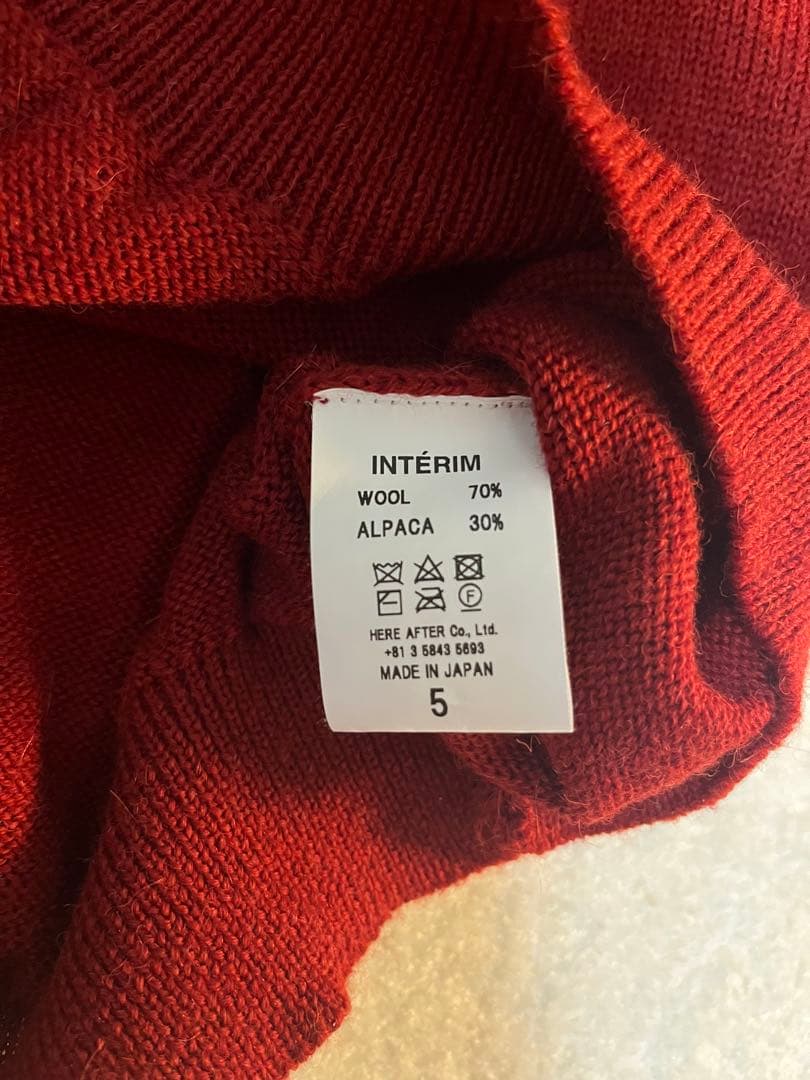 INTÉRIM
WOOL 70%
ALPACA 30%
F
HERE AFTER Co., Ltd.
+81 3 5843 5693
MADE IN JAPAN
5